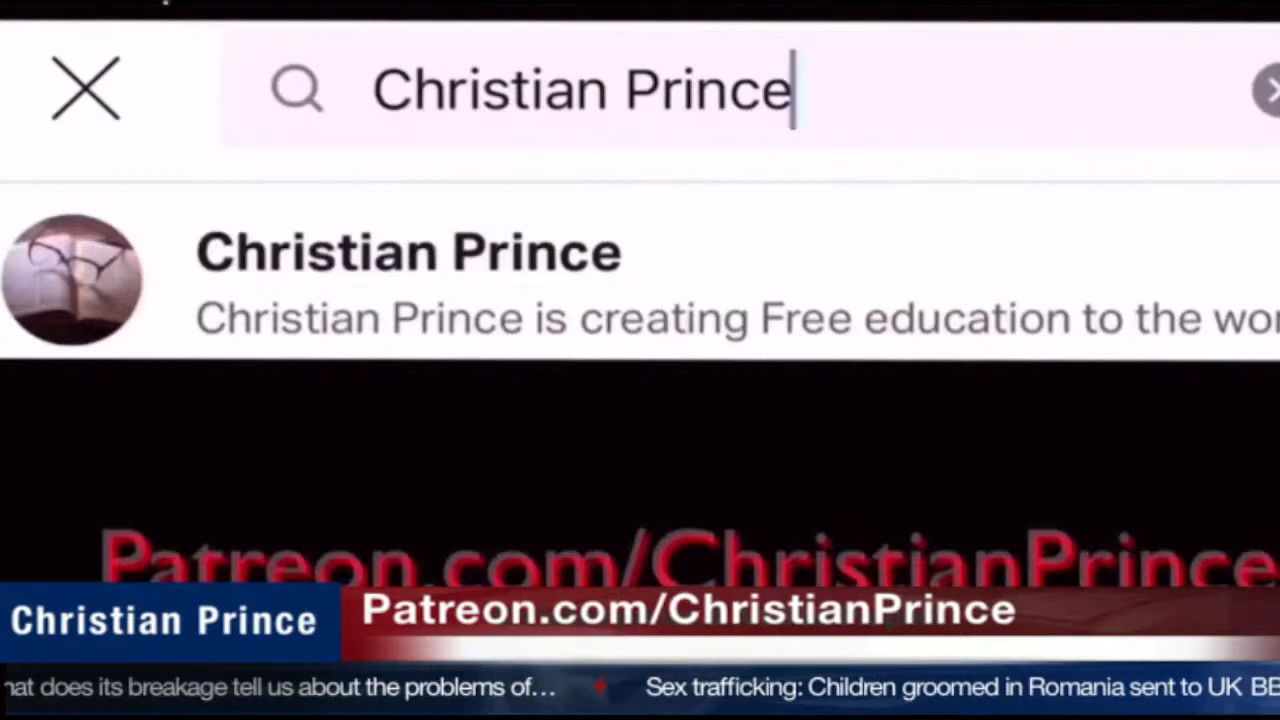 Christian Prince
Christian Prince
Christian Prince is creating Free education to the wor
Patreon.com/ChristianPrince
Christian Prince
Patreon.com/ChristianPrince
hat does its breakage tell us about the problems of... Sex trafficking: Children groomed in Romania sent to UK BB